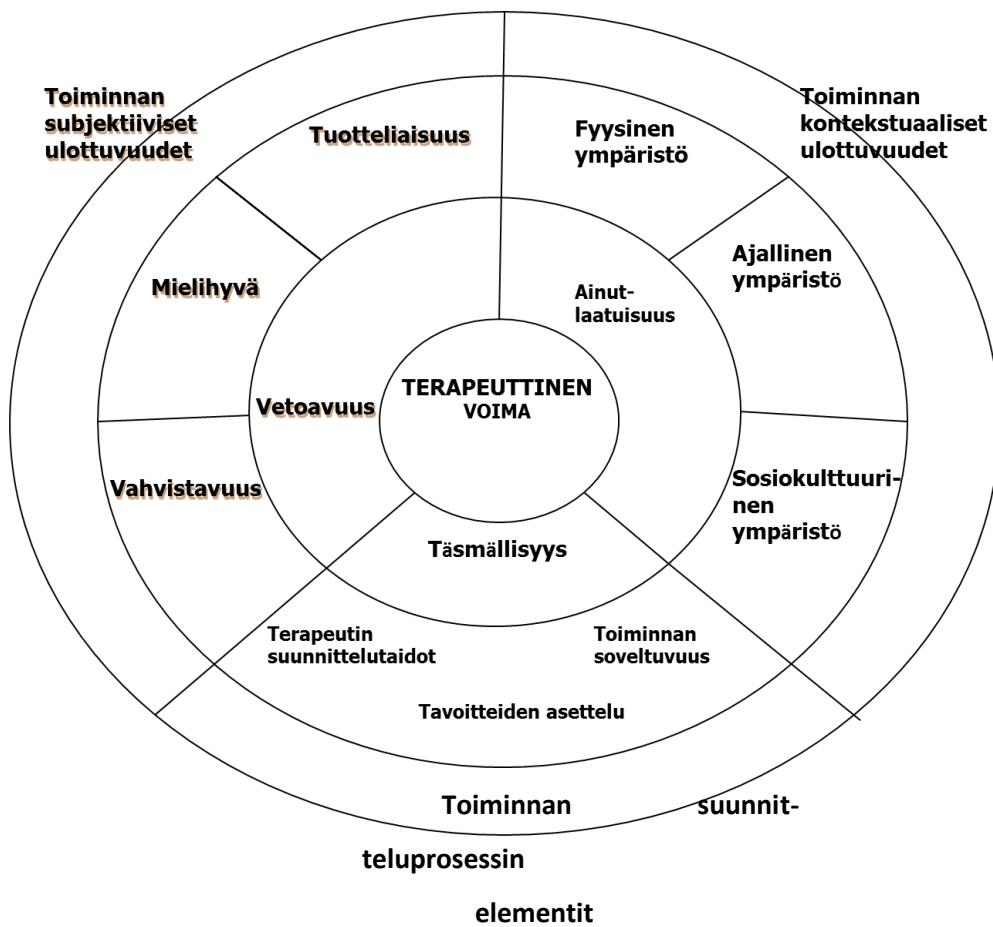 Toiminnan
subjektiiviset
ulottuvuudet
Toiminnan
kontekstuaaliset
ulottuvuudet
Tuotteliaisuus
Fyysinen
ympäristö
Mielihyvä
Ajallinen
ympäristö
Ainut-
laatuisuus
TERAPEUTTINEN
VOIMA
Vetoavuus
Vahvistavuus
Sosiokulttuuri-
nen
ympäristö
Täsmällisyys
Terapeutin
suunnittelutaidot
Toiminnan
soveltuvuus
Tavoitteiden asettelu
Toiminnan suunnit-
teluprosessin
elementit